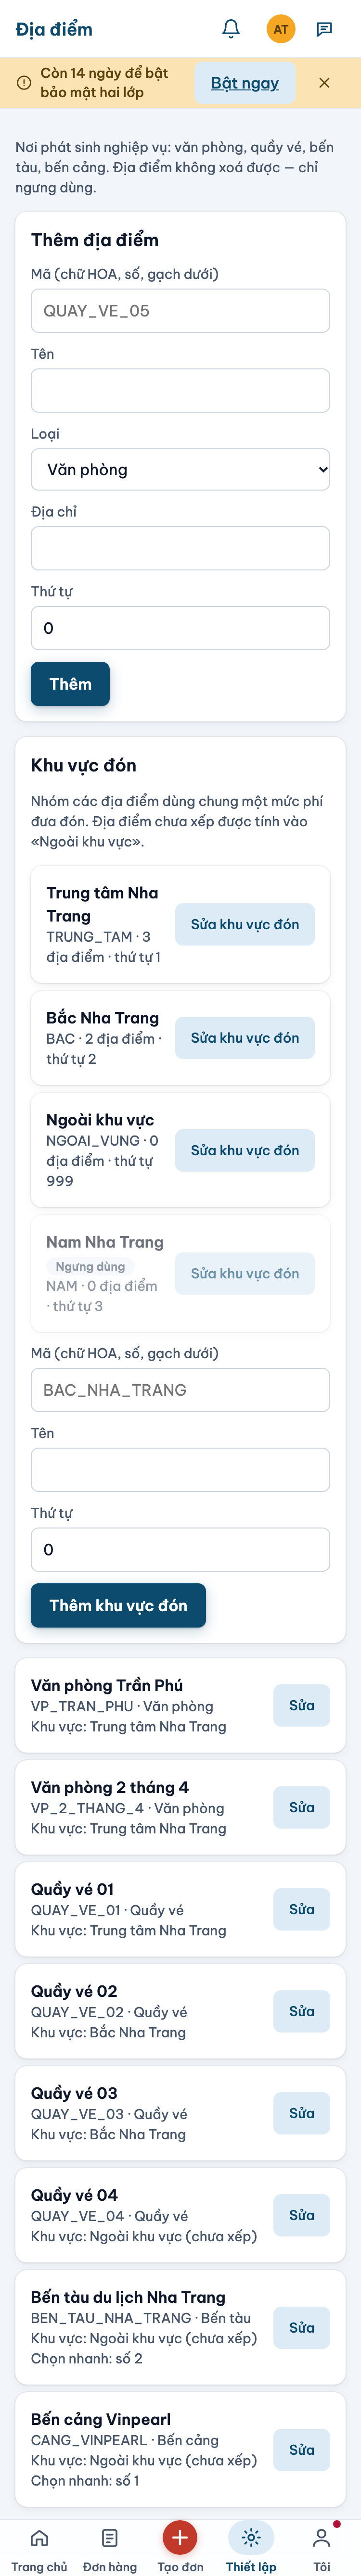 Địa điểm
AT
Còn 14 ngày để bật
bảo mật hai lớp
Bật ngay
Nơi phát sinh nghiệp vụ: văn phòng, quầy vé, bến
tàu, bến cảng. Địa điểm không xoá được — chỉ
ngưng dùng.
Thêm địa điểm
Mã (chữ HOA, số, gạch dưới)
QUAY_VE_05
Tên
Loại
Văn phòng
Địa chỉ
Thứ tự
0
Thêm
Khu vực đón
Nhóm các địa điểm dùng chung một mức phí
đưa đón. Địa điểm chưa xếp được tính vào
«Ngoài khu vực».
Trung tâm Nha
Trang
TRUNG_TAM · 3
địa điểm · thứ tự 1
Sửa khu vực đón
Bắc Nha Trang
BAC · 2 địa điểm ·
thứ tự 2
Sửa khu vực đón
Ngoài khu vực
NGOAI_VUNG · 0
địa điểm · thứ tự
999
Sửa khu vực đón
Nam Nha Trang
Ngưng dùng
NAM · 0 địa điểm
· thứ tự 3
Sửa khu vực đón
Mã (chữ HOA, số, gạch dưới)
BAC_NHA_TRANG
Tên
Thứ tự
0
Thêm khu vực đón
Văn phòng Trần Phú
VP_TRAN_PHU · Văn phòng
Khu vực: Trung tâm Nha Trang
Sửa
Văn phòng 2 tháng 4
VP_2_THANG_4 · Văn phòng
Khu vực: Trung tâm Nha Trang
Sửa
Quầy vé 01
QUAY_VE_01 · Quầy vé
Khu vực: Trung tâm Nha Trang
Sửa
Quầy vé 02
QUAY_VE_02 · Quầy vé
Khu vực: Bắc Nha Trang
Sửa
Quầy vé 03
QUAY_VE_03 · Quầy vé
Khu vực: Bắc Nha Trang
Sửa
Quầy vé 04
QUAY_VE_04 · Quầy vé
Khu vực: Ngoài khu vực (chưa xếp)
Sửa
Bến tàu du lịch Nha Trang
BEN_TAU_NHA_TRANG · Bến tàu
Khu vực: Ngoài khu vực (chưa xếp)
Chọn nhanh: số 2
Sửa
Bến cảng Vinpearl
CANG_VINPEARL · Bến cảng
Khu vực: Ngoài khu vực (chưa xếp)
Chọn nhanh: số 1
Sửa
Trang chủ
Đơn hàng
Tạo đơn
Thiết lập
Tôi